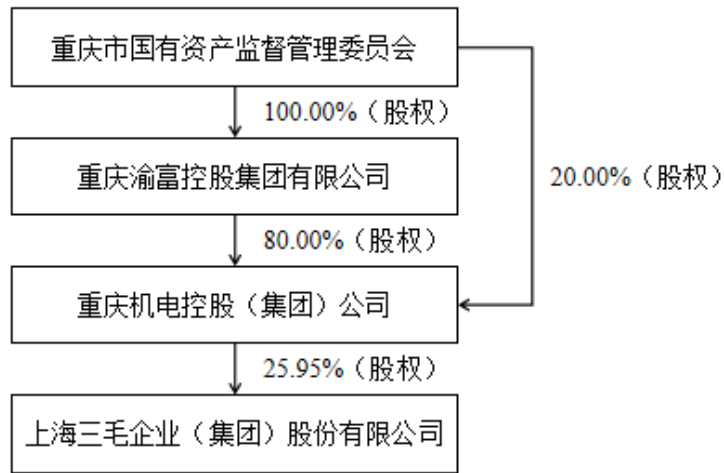 重庆市国有资产监督管理委员会
100.00%（股权）
重庆渝富控股集团有限公司
20.00%（股权）
80.00%（股权）
重庆机电控股（集团）公司
25.95%（股权）
上海三毛企业（集团）股份有限公司